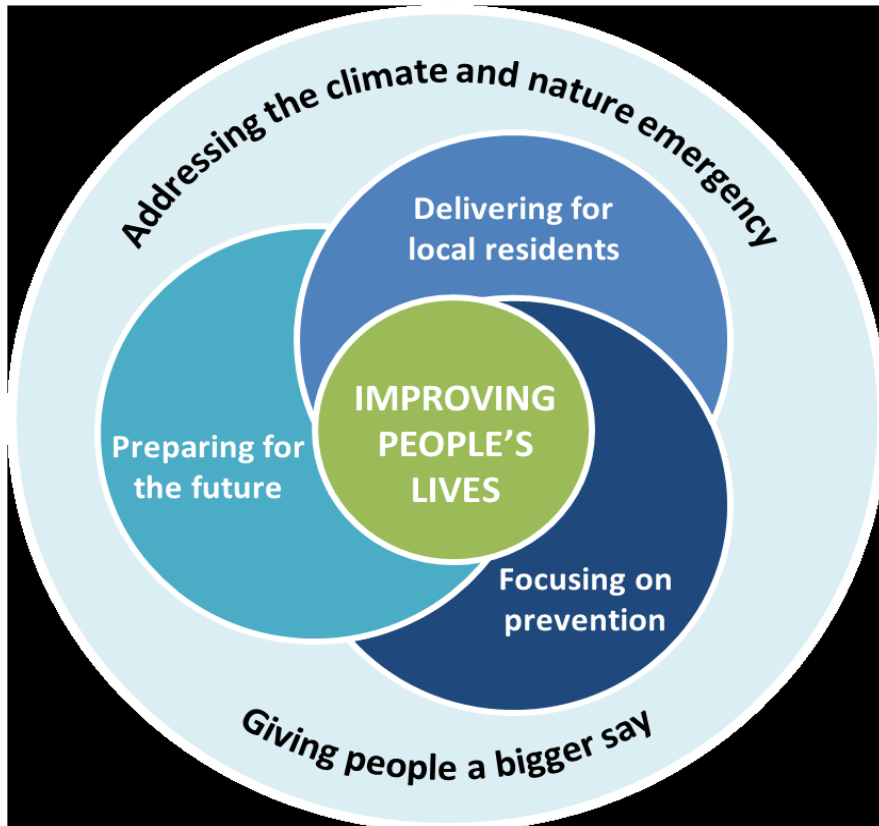 Addressing the climate and nature emergency
Delivering for
local residents
IMPROVING
PEOPLE’S
LIVES
Preparing for
the future
Focusing on
prevention
Giving people a bigger say